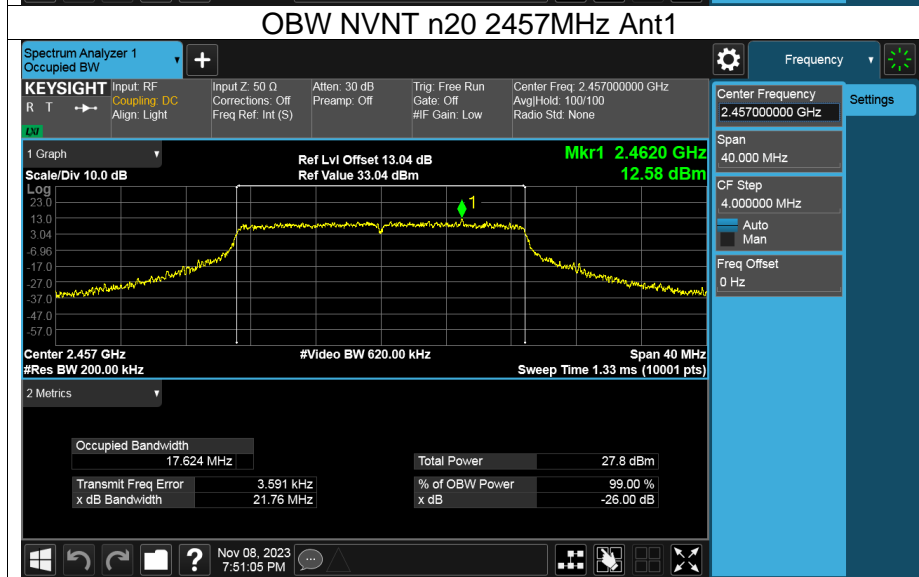 OBW NVNT n20 2457MHz Ant1
Spectrum Analyzer 1
Occupied BW
+
Frequency
KEYSIGHT
R T
LXI
Input: RF
Coupling: DC
Align: Light
Input Z: 50 Ω
Corrections: Off
Freq Ref: Int (S)
Atten: 30 dB
Preamp: Off
Trig: Free Run
Gate: Off
#IF Gain: Low
Center Freq: 2.457000000 GHz
Avg|Hold: 100/100
Radio Std: None
Center Frequency
2.457000000 GHz
Settings
Span
40.000 MHz
CF Step
4.000000 MHz
Auto
Man
Freq Offset
0 Hz
1 Graph
Scale/Div 10.0 dB
Ref Lvl Offset 13.04 dB
Ref Value 33.04 dBm
Mkr1 2.4620 GHz
12.58 dBm
Log
23.0
13.0
3.04
-6.96
-17.0
-27.0
-37.0
-47.0
-57.0
1
Center 2.457 GHz
#Res BW 200.00 kHz
#Video BW 620.00 kHz
Span 40 MHz
Sweep Time 1.33 ms (10001 pts)
2 Metrics
Occupied Bandwidth
17.624 MHz
Transmit Freq Error 3.591 kHz
x dB Bandwidth 21.76 MHz
Total Power 27.8 dBm
% of OBW Power 99.00 %
x dB -26.00 dB
?
Nov 08, 2023
7:51:05 PM